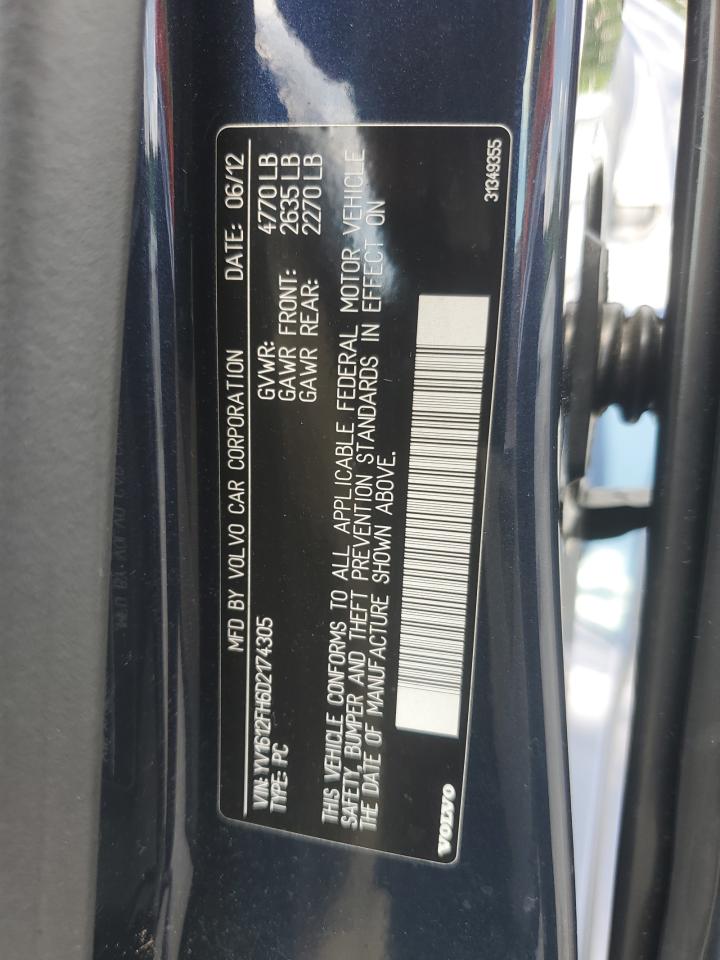 MFD BY VOLVO CAR CORPORATION DATE: 06/12
VIN: YV1612FH6D2174305 GVWR: 4770 LB
TYPE: PC GAWR FRONT: 2635 LB
GAWR REAR: 2270 LB
THIS VEHICLE CONFORMS TO ALL APPLICABLE FEDERAL MOTOR VEHICLE
SAFETY, BUMPER AND THEFT PREVENTION STANDARDS IN EFFECT ON
THE DATE OF MANUFACTURE SHOWN ABOVE.
VOLVO 31349355